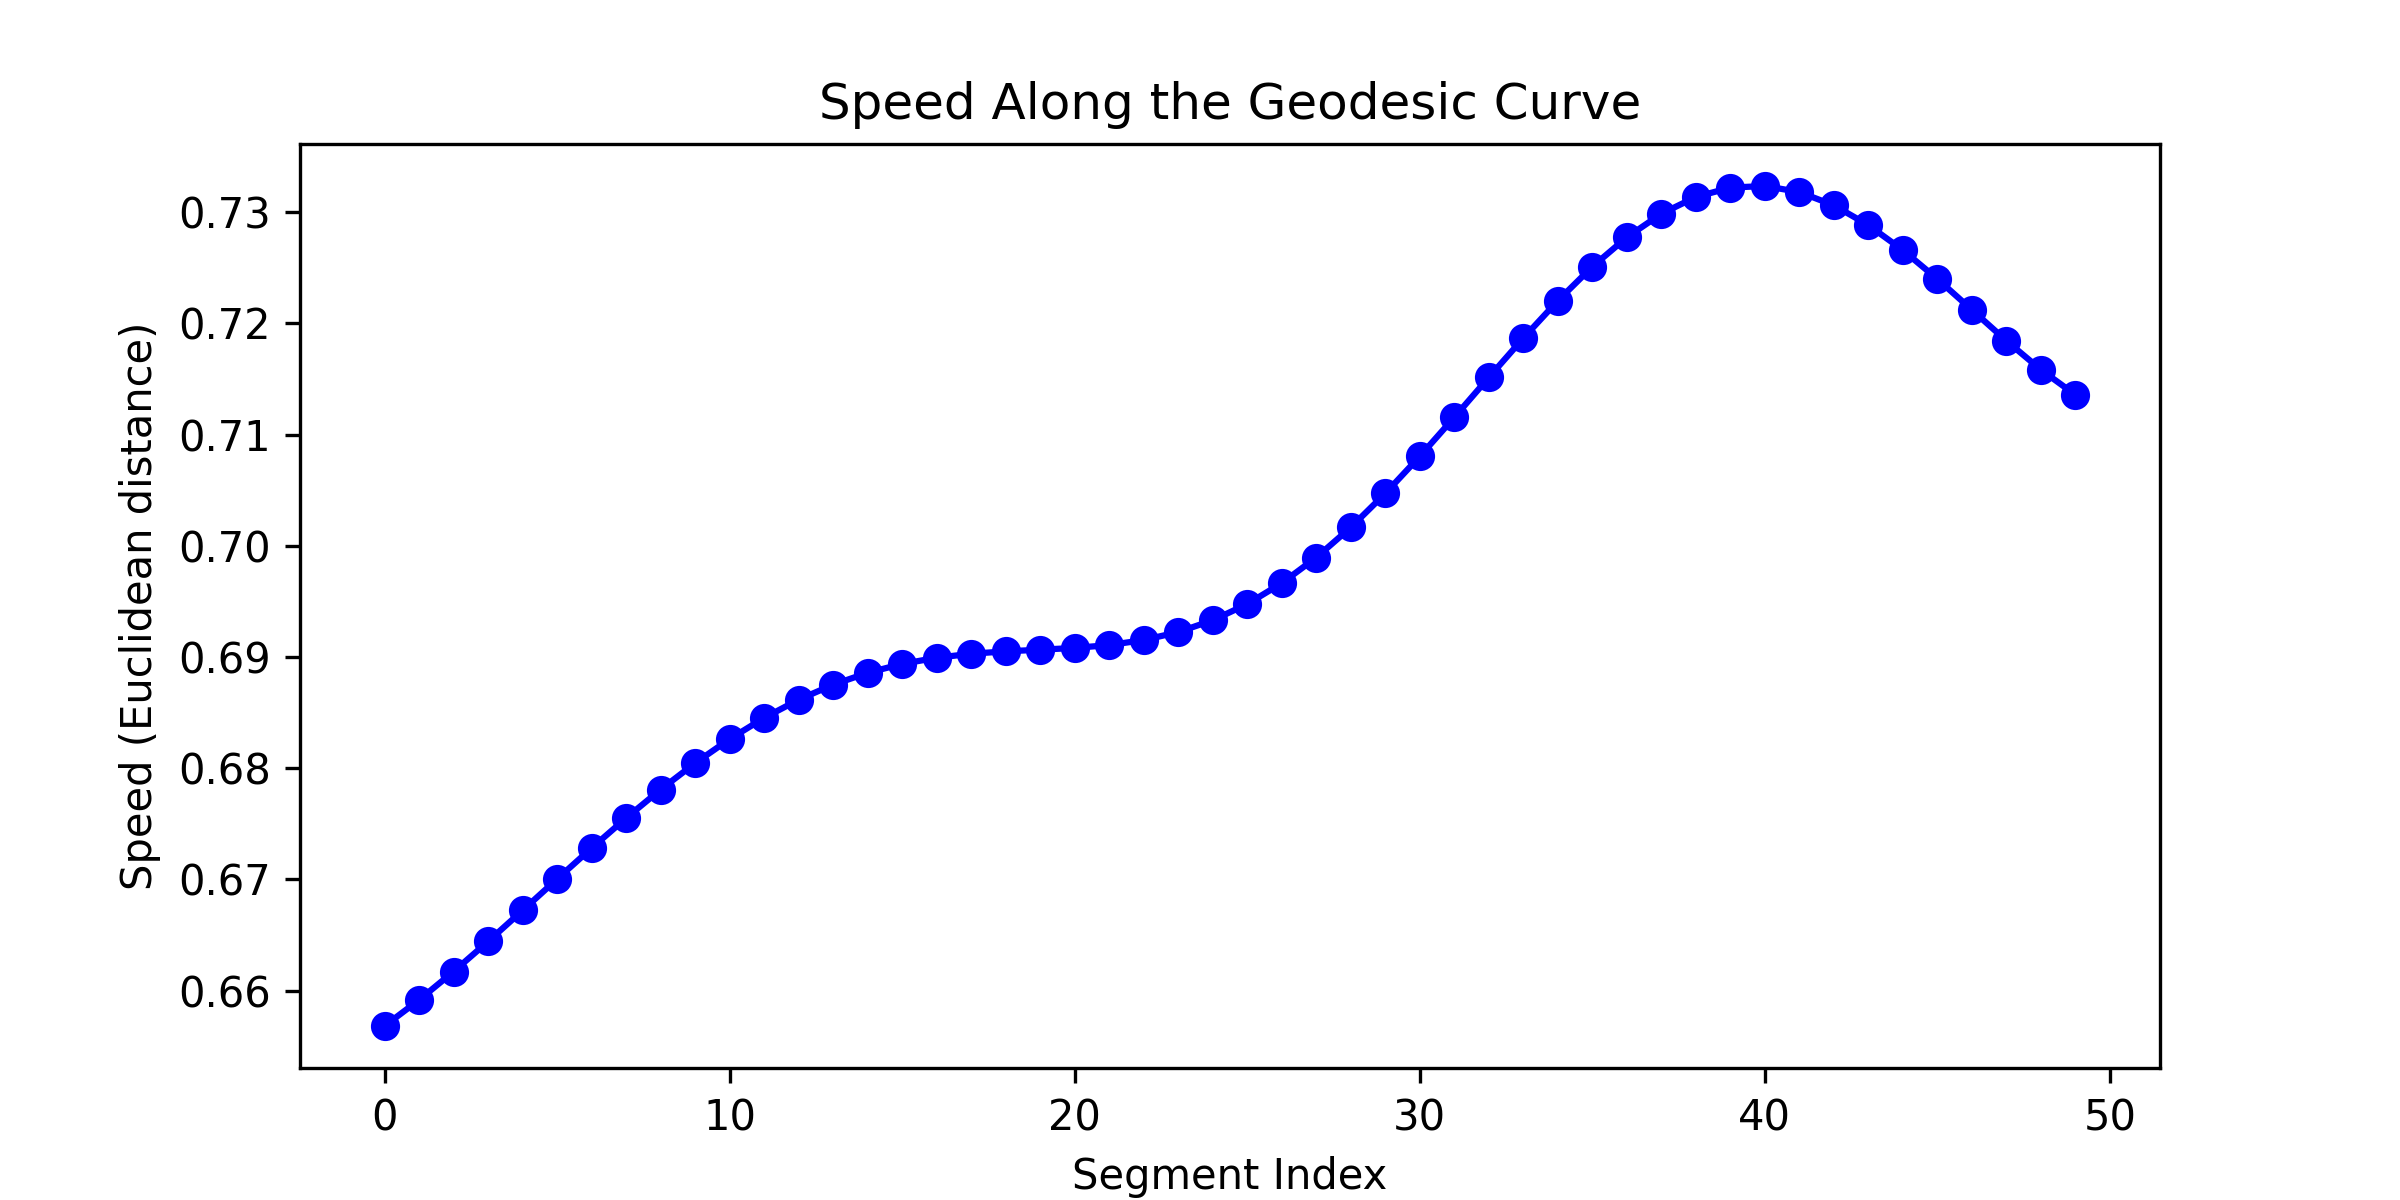 Speed Along the Geodesic Curve
Speed (Euclidean distance)
0.73
0.72
0.71
0.70
0.69
0.68
0.67
0.66
0 10 20 30 40 50
Segment Index